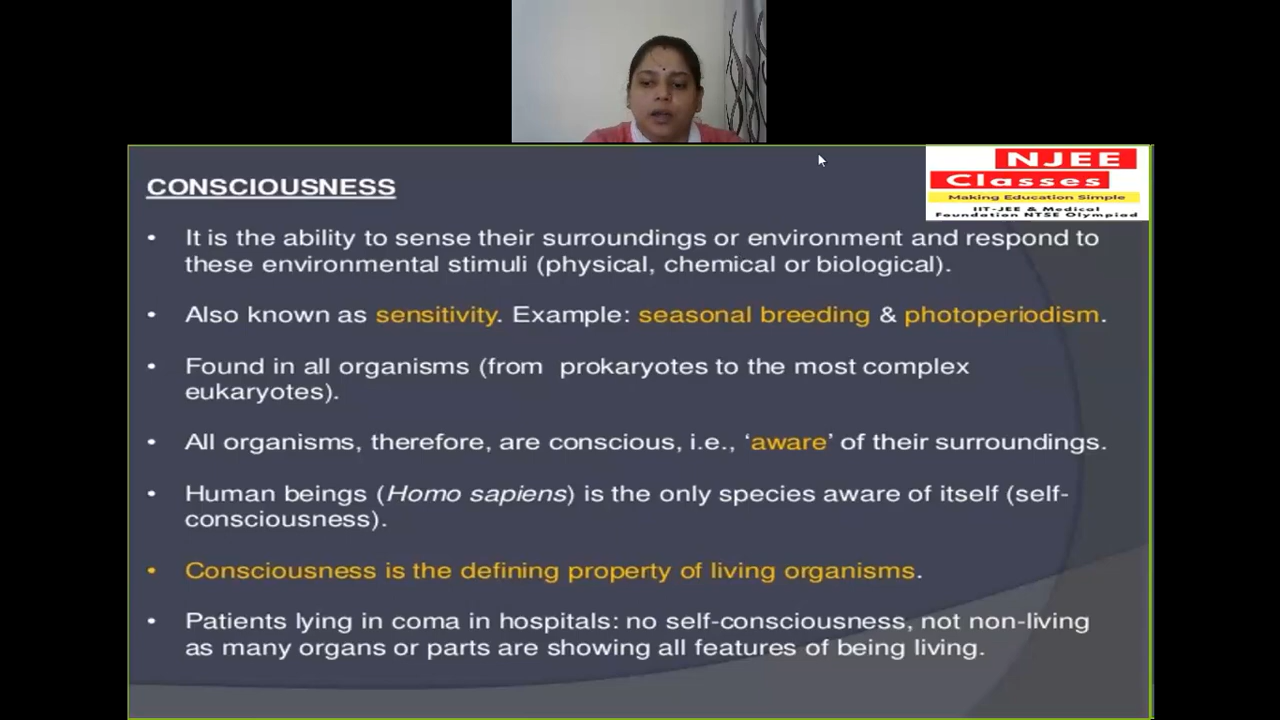 NJEE
Classes
Making Education Simple
IIT-JEE & Medical
Foundation NTSE Olympiad
CONSCIOUSNESS
• It is the ability to sense their surroundings or environment and respond to
these environmental stimuli (physical, chemical or biological).
• Also known as sensitivity. Example: seasonal breeding & photoperiodism.
• Found in all organisms (from prokaryotes to the most complex
eukaryotes).
• All organisms, therefore, are conscious, i.e., ‘aware’ of their surroundings.
• Human beings (Homo sapiens) is the only species aware of itself (self-
consciousness).
• Consciousness is the defining property of living organisms.
• Patients lying in coma in hospitals: no self-consciousness, not non-living
as many organs or parts are showing all features of being living.